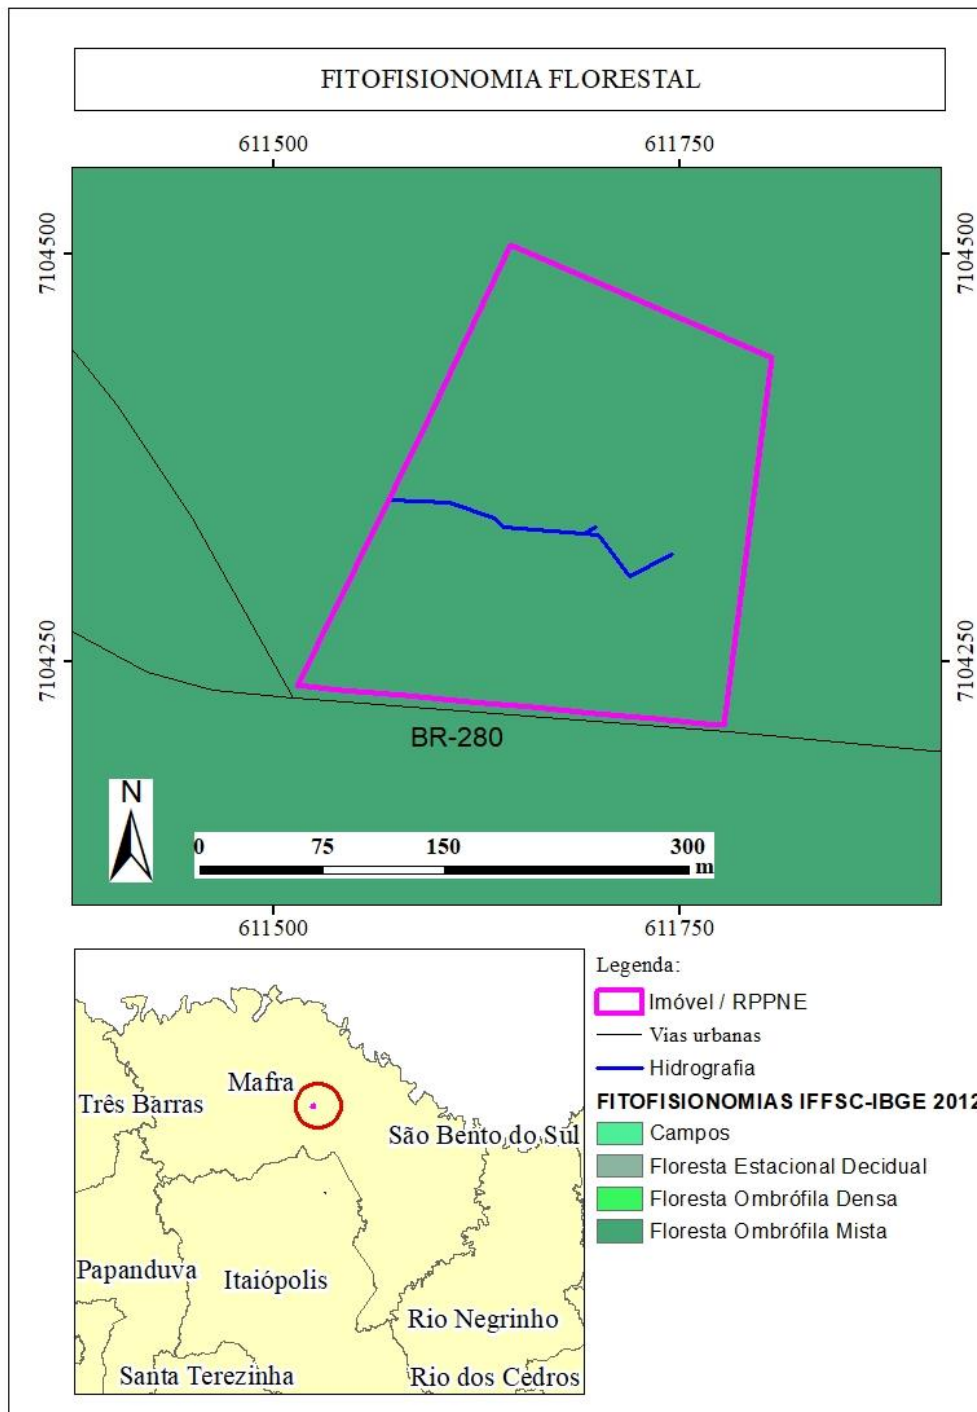 FITOFISIONOMIA FLORESTAL
611500 611750
7104500 7104500
7104250 7104250
BR-280
N
0 75 150 300
m
611500 611750
Mafra
Três Barras
São Bento do Sul
Papanduva
Itaiópolis
Rio Negrinho
Santa Terezinha
Rio dos Cedros
Legenda:
Imóvel / RPPNE
Vias urbanas
Hidrografia
FITOFISIONOMIAS IFFSC-IBGE 2012
Campos
Floresta Estacional Decidual
Floresta Ombrófila Densa
Floresta Ombrófila Mista